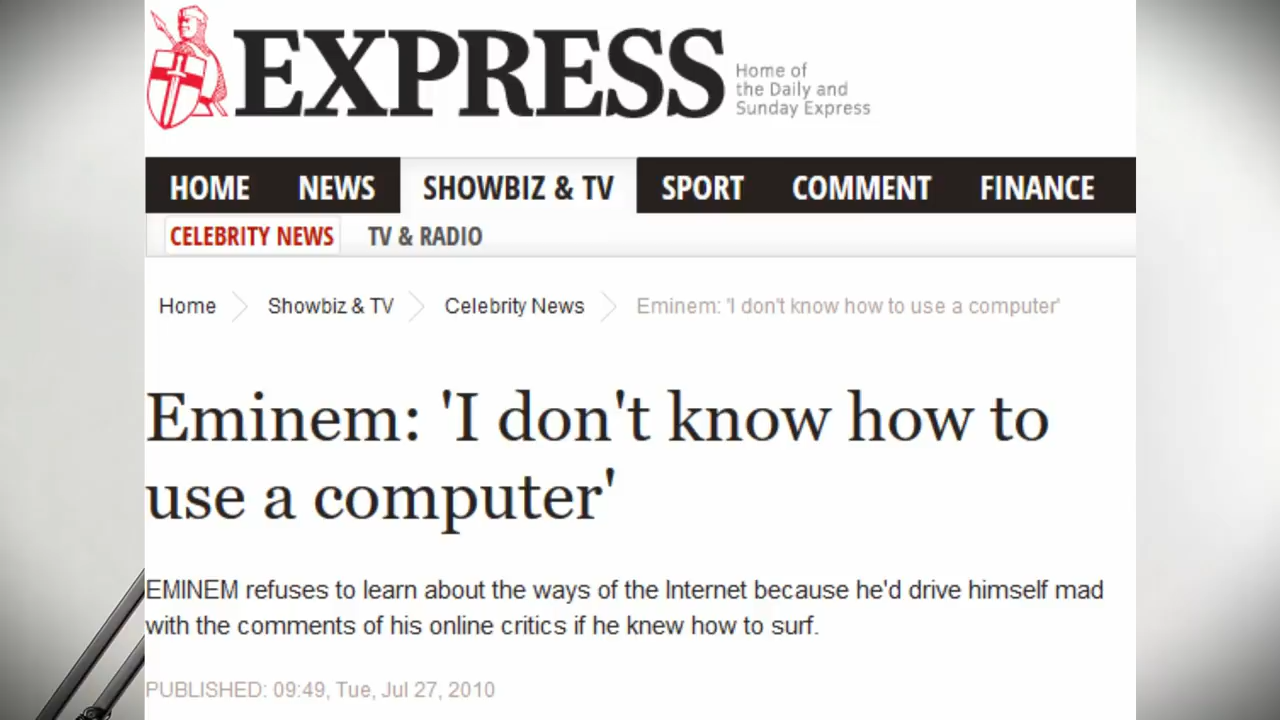 EXPRESS
Home of
the Daily and
Sunday Express
HOME NEWS SHOWBIZ & TV SPORT COMMENT FINANCE
CELEBRITY NEWS TV & RADIO
Home Showbiz & TV Celebrity News Eminem: 'I don't know how to use a computer'
Eminem: 'I don't know how to
use a computer'
EMINEM refuses to learn about the ways of the Internet because he'd drive himself mad
with the comments of his online critics if he knew how to surf.
PUBLISHED: 09:49, Tue, Jul 27, 2010